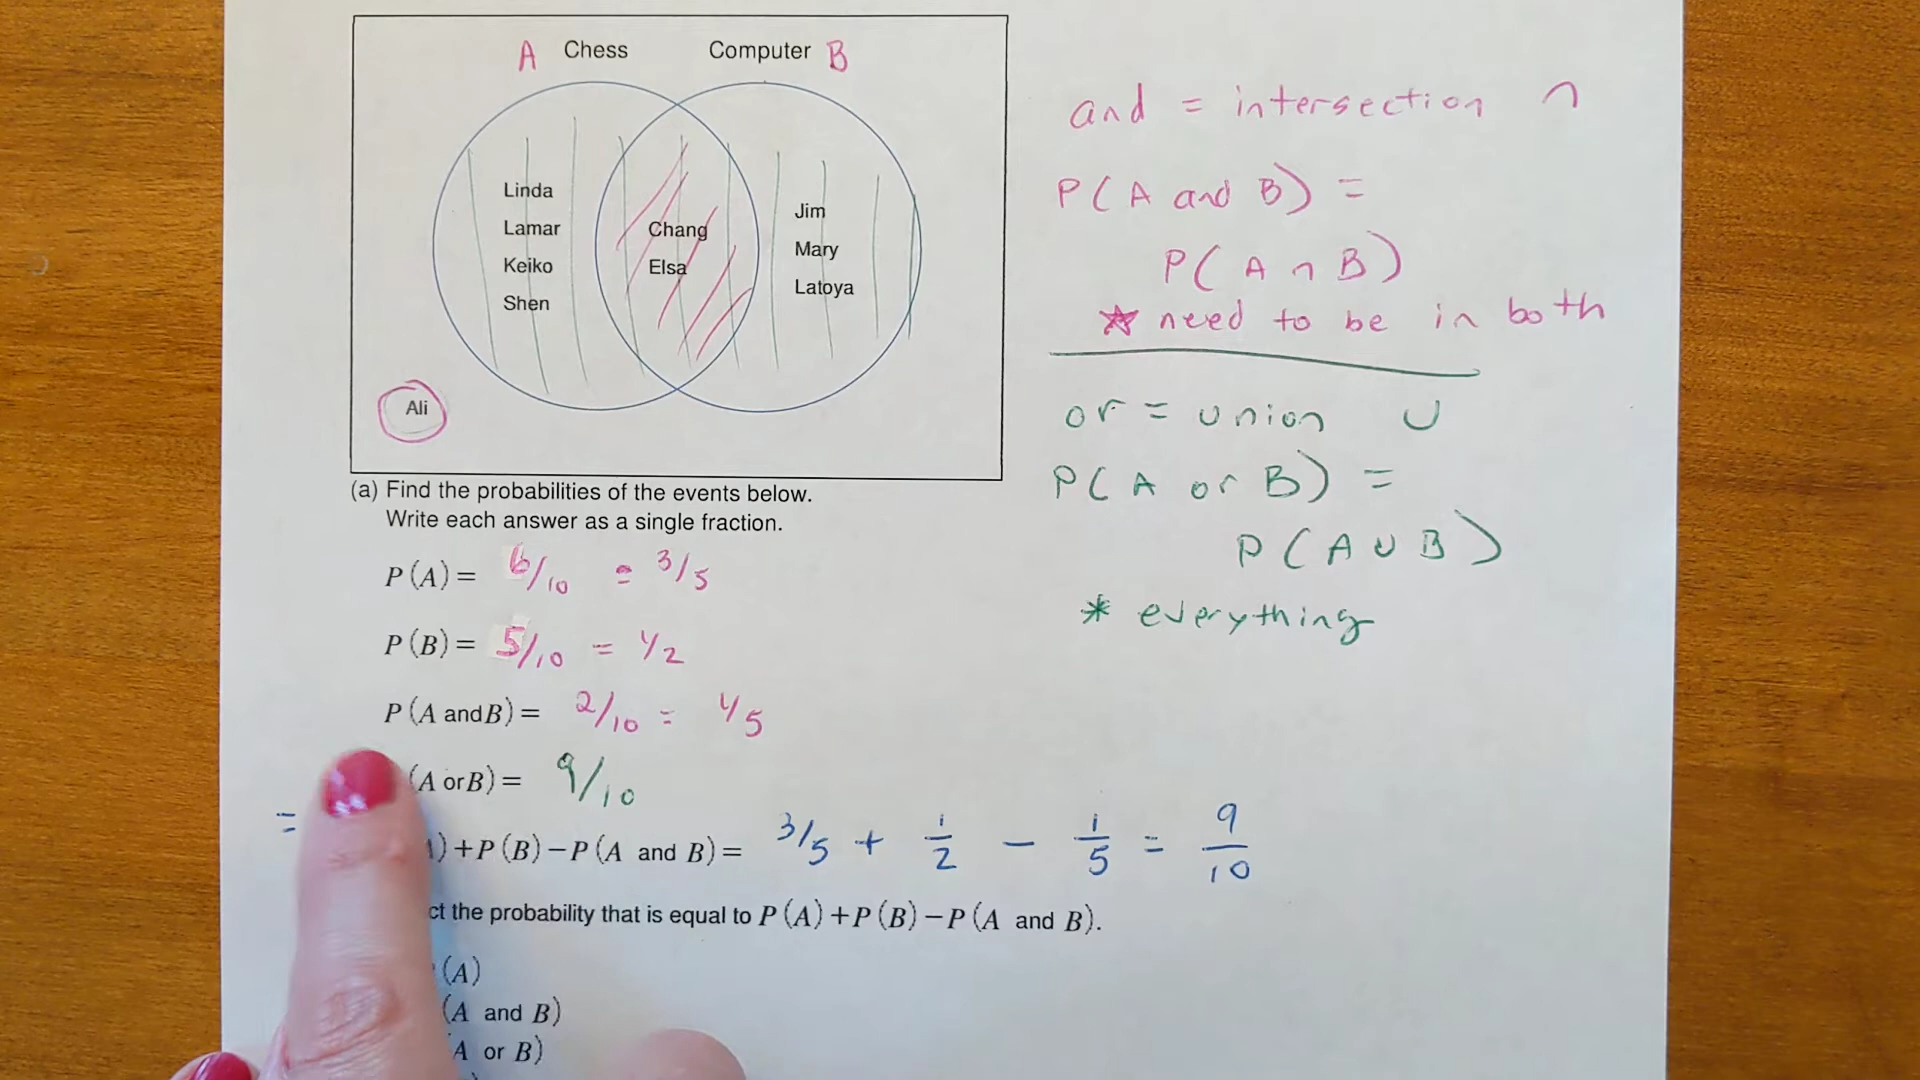 A Chess Computer B
Linda
Lamar
Keiko
Shen
Chang
Elsa
Jim
Mary
Latoya
Ali
and = intersection ∩
P(A and B) =
P(A ∩ B)
☆ need to be in both
or = union ∪
P(A or B) =
P(A ∪ B)
* everything
(a) Find the probabilities of the events below.
Write each answer as a single fraction.
P(A) = 6/10 = 3/5
P(B) = 5/10 = 1/2
P(A and B) = 2/10 = 1/5
(A or B) = 9/10
=
) + P(B) − P(A and B) = 3/5 + 1/2 − 1/5 = 9/10
ct the probability that is equal to P(A) + P(B) − P(A and B).
(A)
(A and B)
A or B)